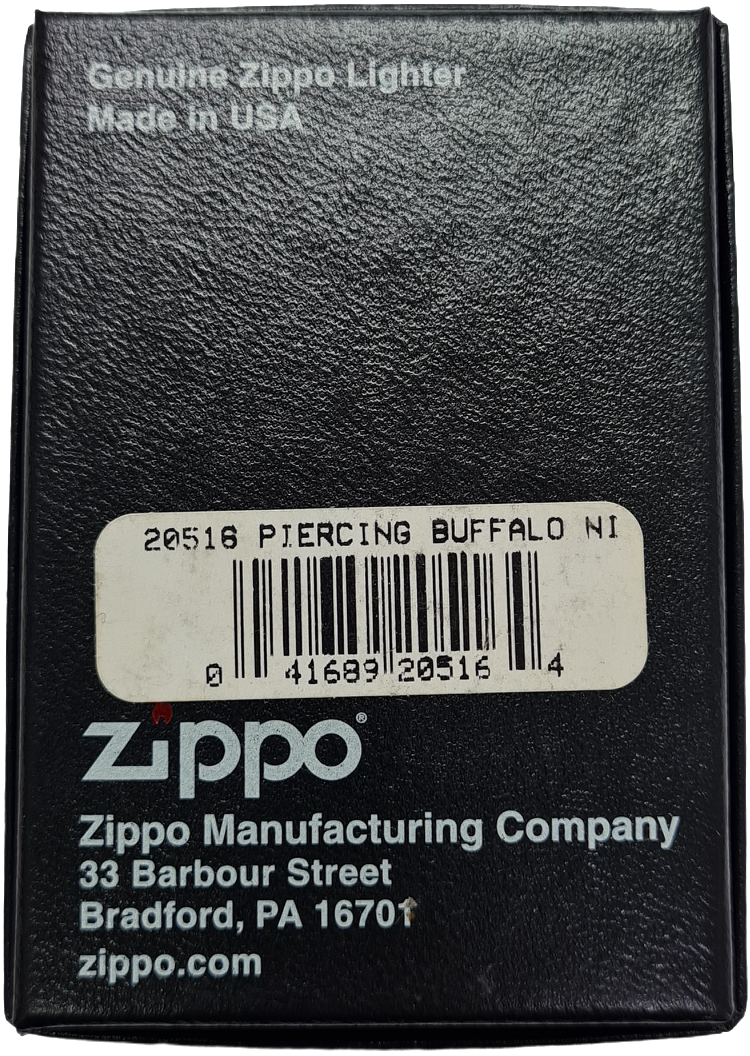 Genuine Zippo Lighter
Made in USA
20516 PIERCING BUFFALO NI
0 41689 20516 4
zippo®
Zippo Manufacturing Company
33 Barbour Street
Bradford, PA 16701
zippo.com